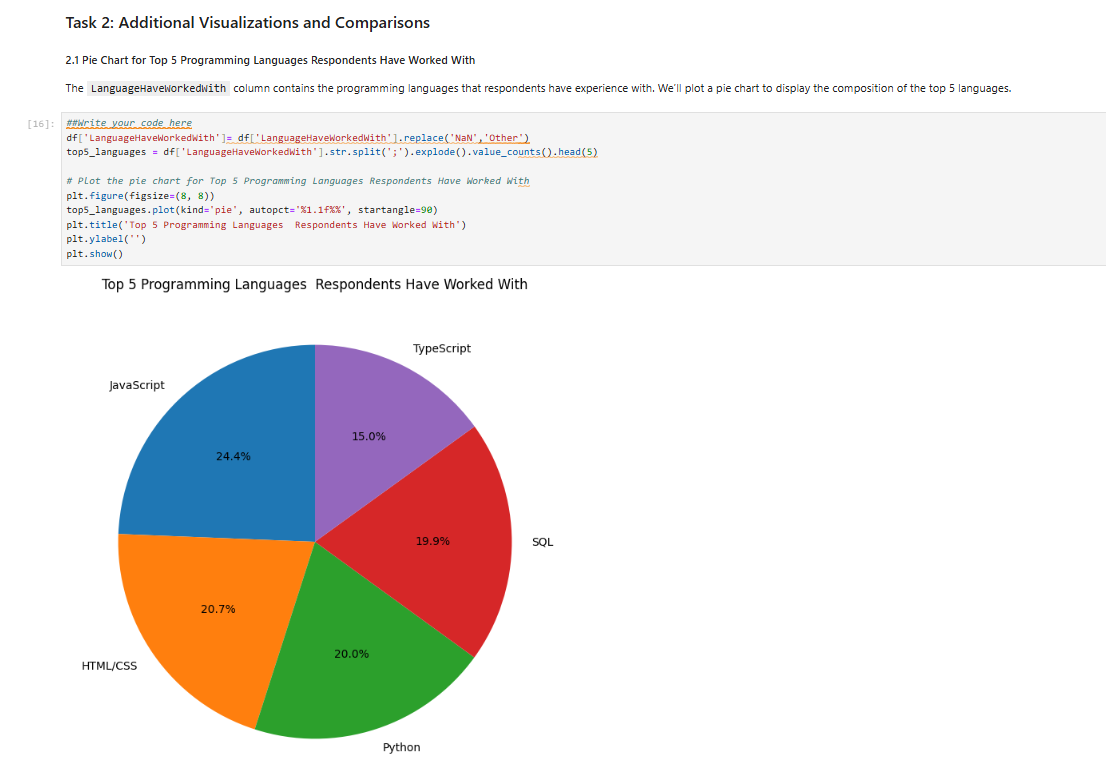 Task 2: Additional Visualizations and Comparisons
2.1 Pie Chart for Top 5 Programming Languages Respondents Have Worked With
The LanguageHaveWorkedWith column contains the programming languages that respondents have experience with. We'll plot a pie chart to display the composition of the top 5 languages.
[16]: ##Write your code here
df['LanguageHaveWorkedWith']= df['LanguageHaveWorkedWith'].replace('NaN','Other')
top5_languages = df['LanguageHaveWorkedWith'].str.split(';').explode().value_counts().head(5)
# Plot the pie chart for Top 5 Programming Languages Respondents Have Worked With
plt.figure(figsize=(8, 8))
top5_languages.plot(kind='pie', autopct='%1.1f%%', startangle=90)
plt.title('Top 5 Programming Languages  Respondents Have Worked With')
plt.ylabel('')
plt.show()
Top 5 Programming Languages  Respondents Have Worked With
TypeScript
JavaScript
15.0%
24.4%
19.9%
SQL
20.7%
20.0%
HTML/CSS
Python